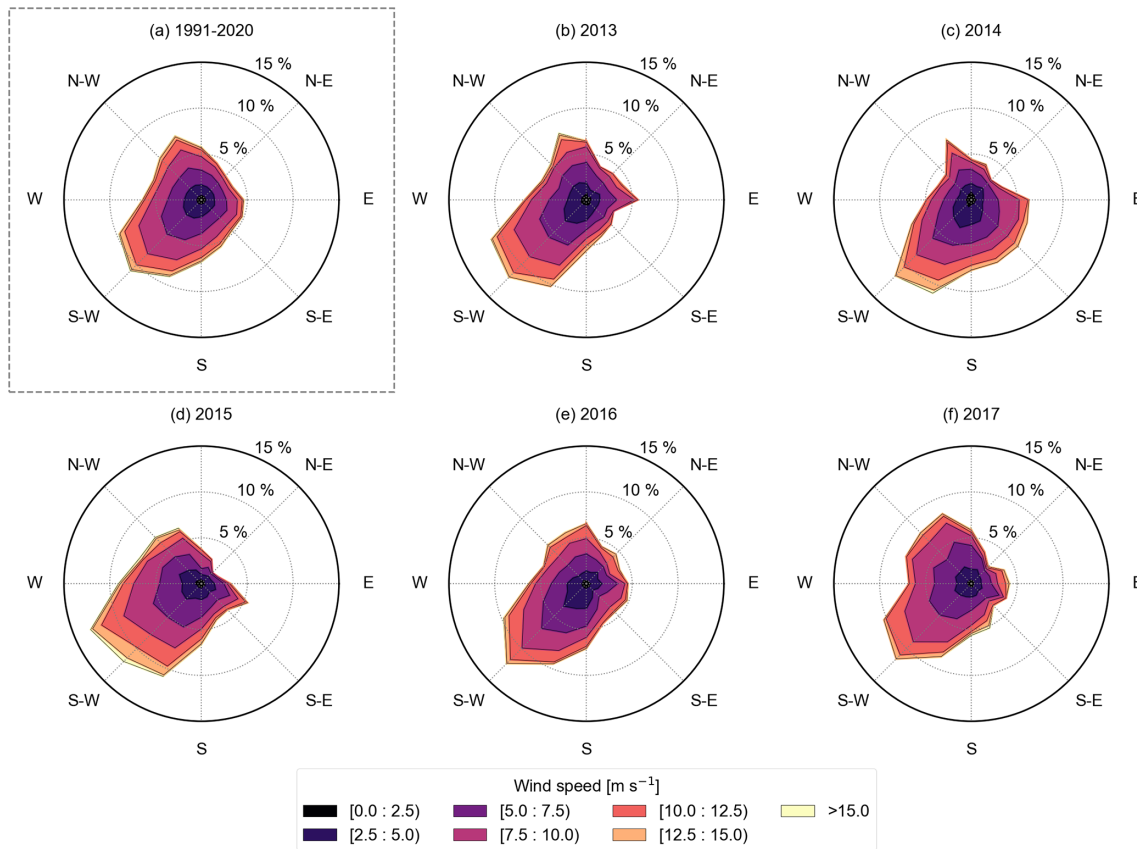 (a) 1991-2020
(b) 2013
(c) 2014
15 %
15 %
15 %
N-W
N-E
N-W
N-E
N-W
N-E
10 %
10 %
10 %
5 %
5 %
5 %
W
E
W
E
W
E
S-W
S-E
S-W
S-E
S-W
S-E
S
S
S
(d) 2015
(e) 2016
(f) 2017
15 %
15 %
15 %
N-W
N-E
N-W
N-E
N-W
N-E
10 %
10 %
10 %
5 %
5 %
5 %
W
E
W
E
W
E
S-W
S-E
S-W
S-E
S-W
S-E
S
S
S
Wind speed [m s⁻¹]
[0.0 : 2.5)
[5.0 : 7.5)
[10.0 : 12.5)
>15.0
[2.5 : 5.0)
[7.5 : 10.0)
[12.5 : 15.0)